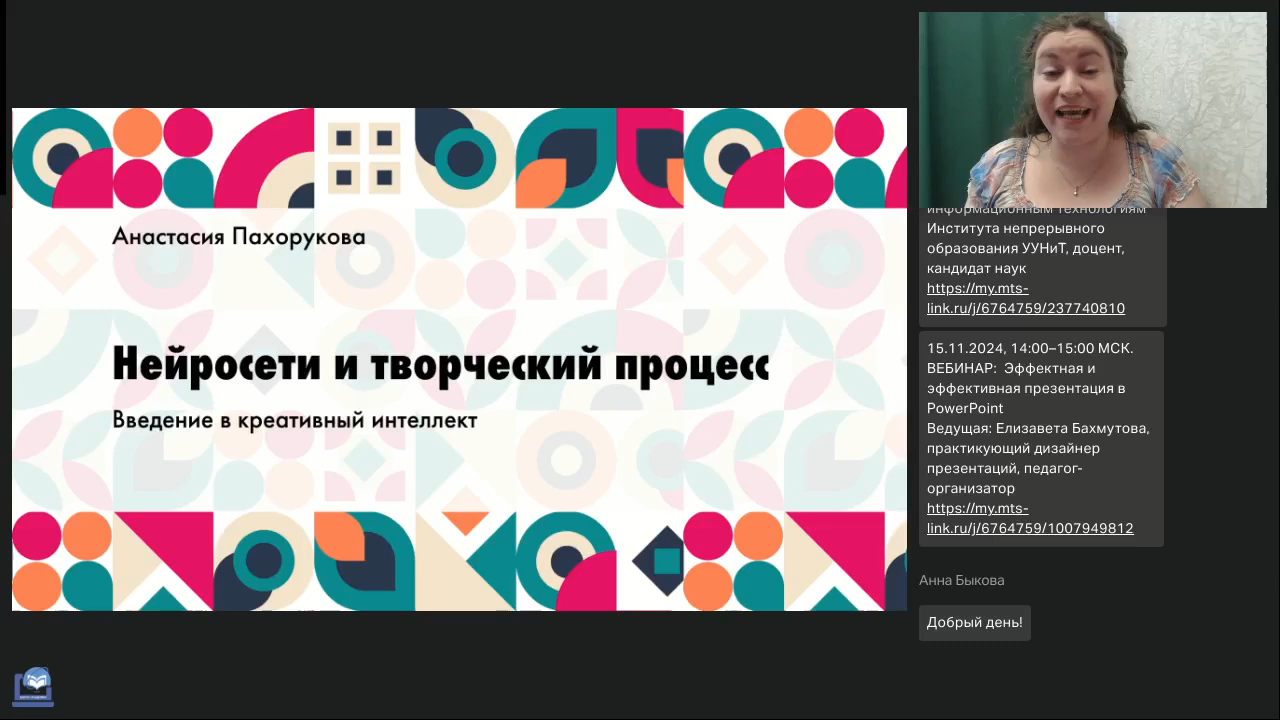 Анастасия Пахорукова
Нейросети и творческий процесс
Введение в креативный интеллект
информационным технологиям
Института непрерывного
образования УУНиТ, доцент,
кандидат наук
https://my.mts-
link.ru/j/6764759/237740810
15.11.2024, 14:00–15:00 МСК.
ВЕБИНАР: Эффектная и
эффективная презентация в
PowerPoint
Ведущая: Елизавета Бахмутова,
практикующий дизайнер
презентаций, педагог-
организатор
https://my.mts-
link.ru/j/6764759/1007949812
Анна Быкова
Добрый день!